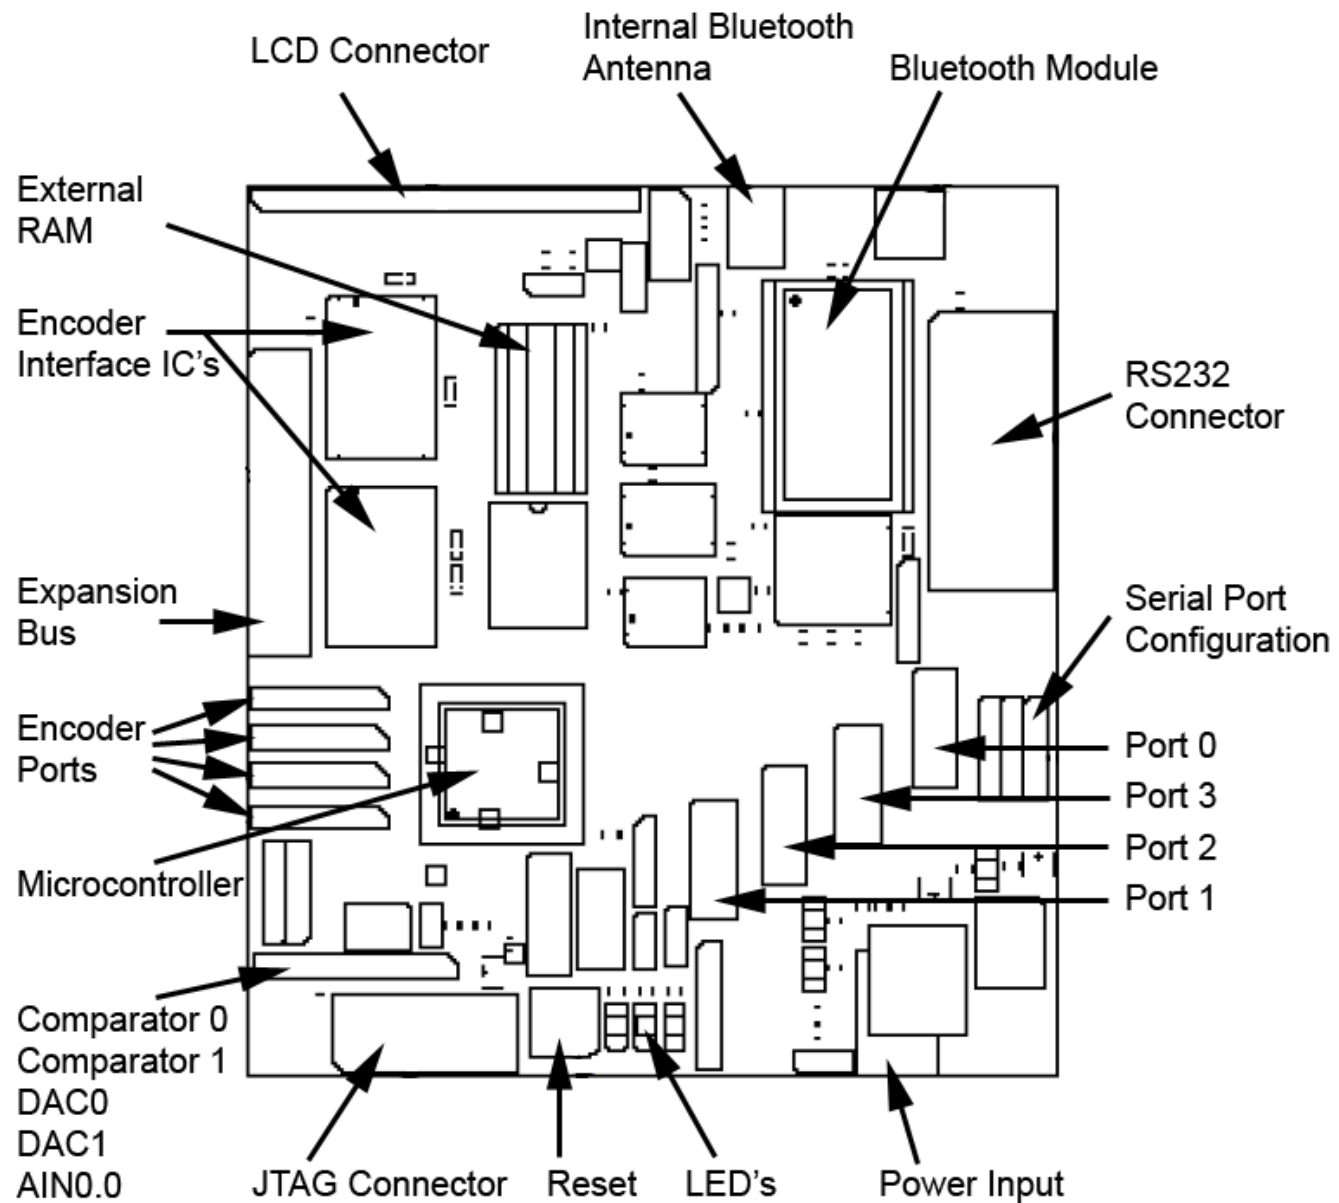 LCD Connector
Internal Bluetooth
Antenna
Bluetooth Module
External
RAM
Encoder
Interface IC’s
RS232
Connector
Expansion
Bus
Serial Port
Configuration
Encoder
Ports
Port 0
Port 3
Port 2
Port 1
Microcontroller
Comparator 0
Comparator 1
DAC0
DAC1
AIN0.0
JTAG Connector
Reset
LED’s
Power Input